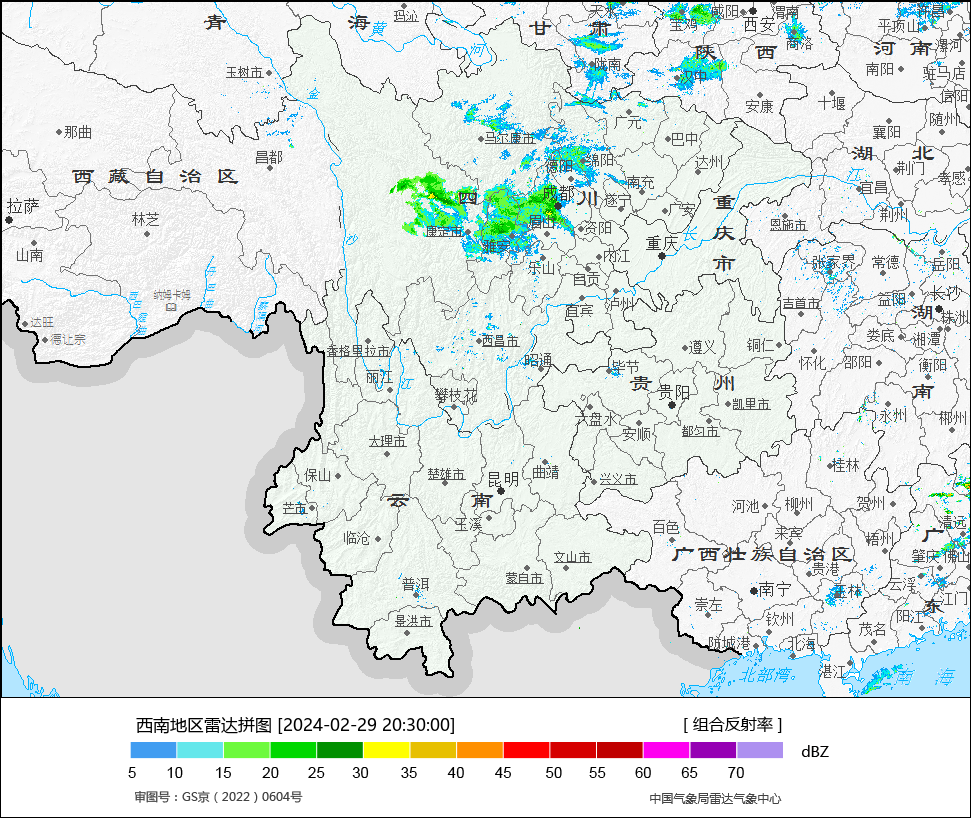 青 海
玛沁
黄
河
甘 肃
天水
宝鸡
咸阳
渭南
西安
商洛
陕 西
汉中
陇南
平顶山
河南
漯河
南阳
驻马店
信阳
玉树市
金
沙
江
那曲
昌都
马尔康市
广元
巴中
安康
十堰
襄阳
随州
湖 北
西藏自治区
德阳
绵阳
达州
荆门
孝感
拉萨
林芝
山南
四 川
成都
南充
遂宁
广安
宜昌
荆州
江
康定市
眉山
雅安
资阳
重庆市
重庆
长
恩施市
乐山
内江
自贡
张家界
常德
岳阳
纳姆卡姆
宜宾
泸州
吉首市
益阳
长沙
湖南
株洲
达旺
德让宗
西昌市
昭通
香格里拉市
遵义
铜仁
娄底
湘潭
怀化
邵阳
衡阳
丽江
攀枝花
毕节
贵 州
贵阳
凯里市
六盘水
安顺
都匀市
永州
郴州
大理市
保山
楚雄市
昆明
曲靖
兴义市
桂林
芒市
云 南
玉溪
河池
柳州
贺州
临沧
百色
来宾
梧州
清远
广西壮族自治区
文山市
蒙自市
贵港
肇庆
佛山
普洱
南宁
玉林
云浮
江门
广东
景洪市
崇左
钦州
茂名
阳江
防城港
北海
湛江
北部湾
南 海
西南地区雷达拼图 [2024-02-29 20:30:00]
[ 组合反射率 ]
dBZ
5 10 15 20 25 30 35 40 45 50 55 60 65 70
审图号：GS京（2022）0604号
中国气象局雷达气象中心